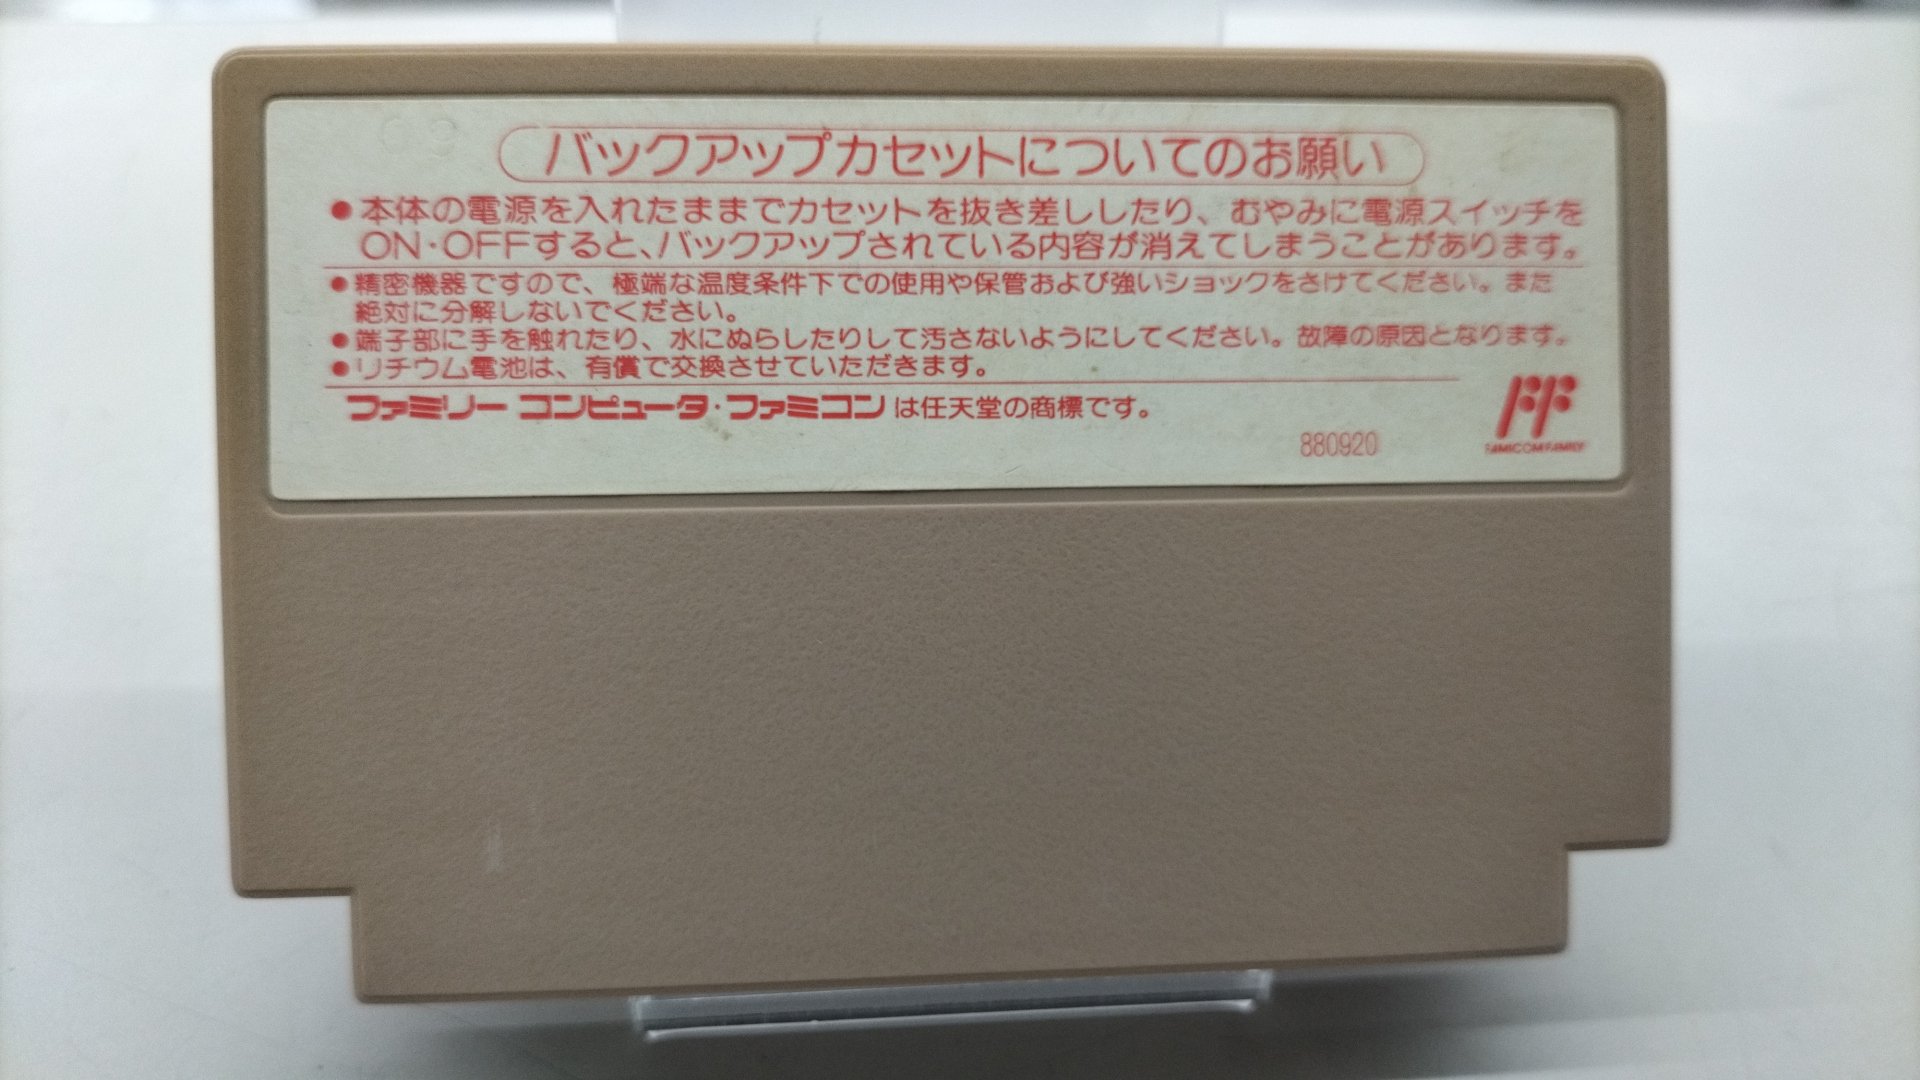 バックアップカセットについてのお願い
●本体の電源を入れたままでカセットを抜き差ししたり、むやみに電源スイッチを
ON・OFFすると、バックアップされている内容が消えてしまうことがあります。
●精密機器ですので、極端な温度条件下での使用や保管および強いショックをさけてください。また
絶対に分解しないでください。
●端子部に手を触れたり、水にぬらしたりして汚さないようにしてください。故障の原因となります。
●リチウム電池は、有償で交換させていただきます。
ファミリーコンピュータ・ファミコンは任天堂の商標です。
880920
FAMICOM FAMILY